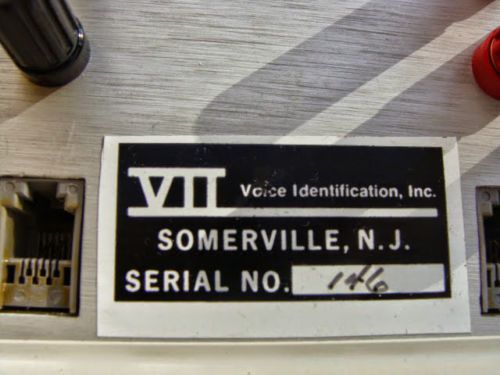 VII Voice Identification, Inc.
SOMERVILLE, N.J.
SERIAL NO. 146